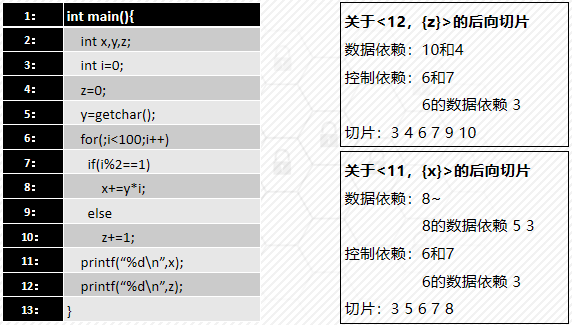 1: int main(){
2: int x,y,z;
3: int i=0;
4: z=0;
5: y=getchar();
6: for(;i<100;i++)
7: if(i%2==1)
8: x+=y*i;
9: else
10: z+=1;
11: printf(“%d\n”,x);
12: printf(“%d\n”,z);
13: }
关于<12，{z}>的后向切片
数据依赖：10和4
控制依赖：6和7
6的数据依赖 3
切片：3 4 6 7 9 10
关于<11，{x}>的后向切片
数据依赖：8~
8的数据依赖 5 3
控制依赖：6和7
6的数据依赖 3
切片：3 5 6 7 8